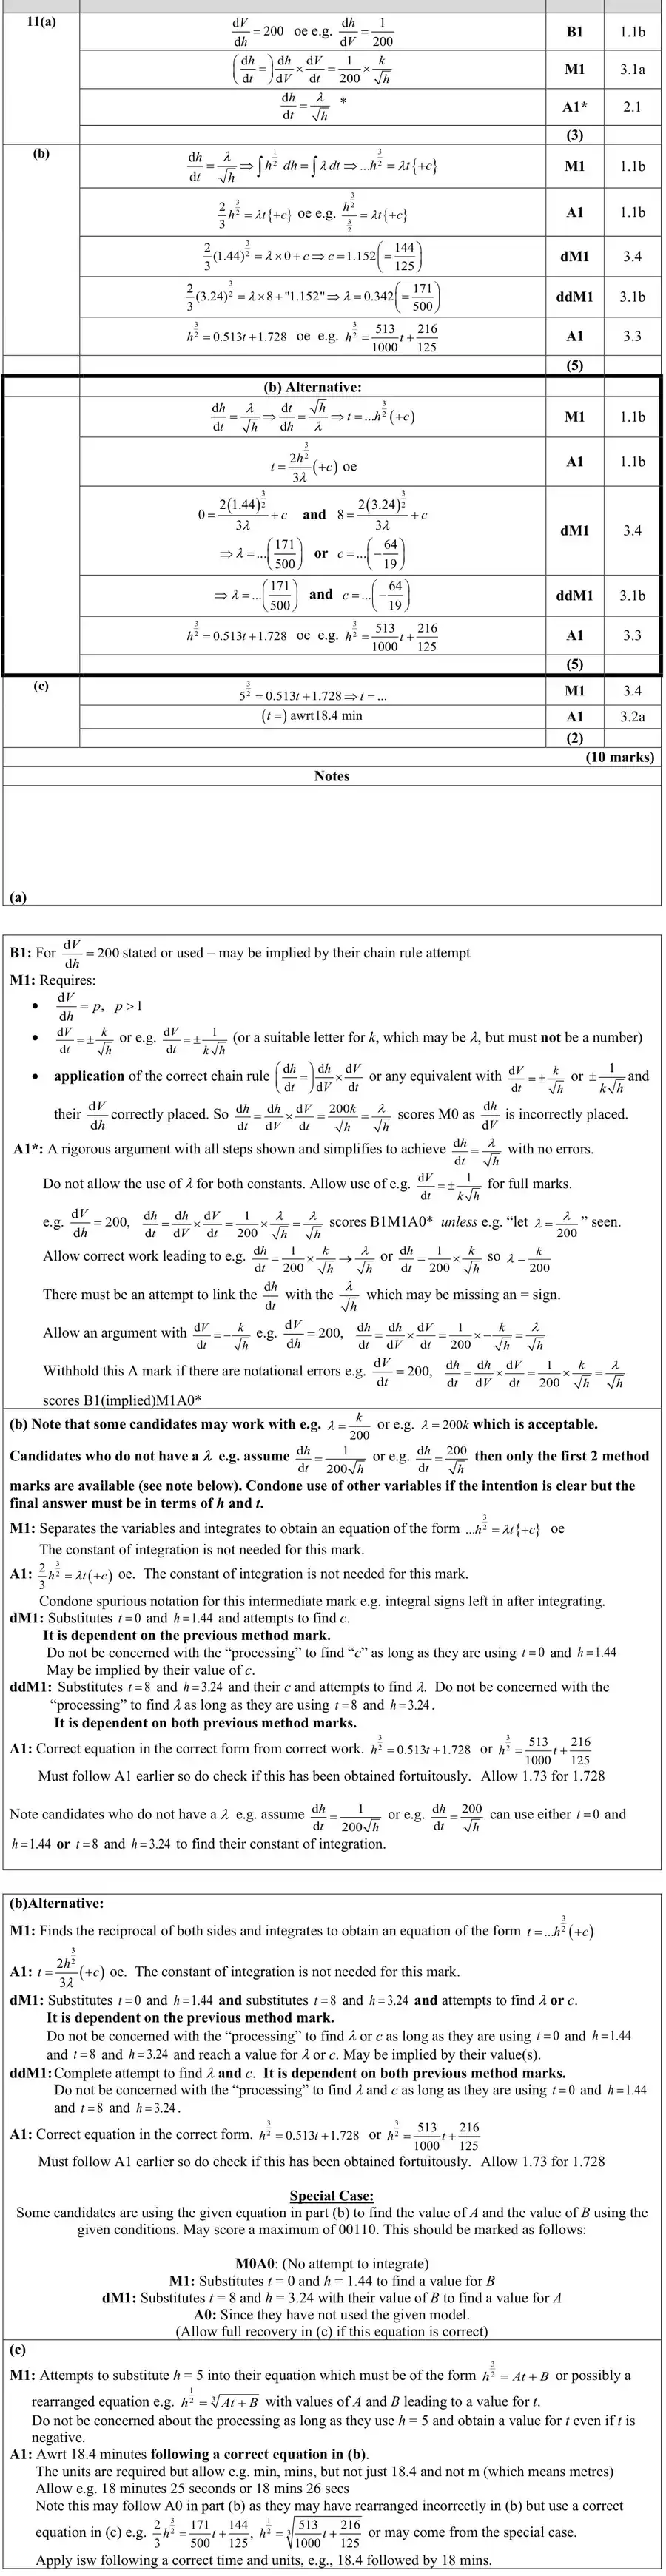 11(a) dV/dh = 200 oe e.g. dh/dV = 1/200 B1 1.1b
(dh/dt =) dh/dV × dV/dt = 1/200 × k/√h M1 3.1a
dh/dt = λ/√h * A1* 2.1
(3)
(b) dh/dt = λ/√h ⇒ ∫h^(1/2) dh = ∫λ dt ⇒ ...h^(3/2) = λt{+c} M1 1.1b
2/3 h^(3/2) = λt{+c} oe e.g. h^(3/2)/(3/2) = λt{+c} A1 1.1b
2/3 (1.44)^(3/2) = λ×0 + c ⇒ c = 1.152 (= 144/125) dM1 3.4
2/3 (3.24)^(3/2) = λ×8 + "1.152" ⇒ λ = 0.342 (= 171/500) ddM1 3.1b
h^(3/2) = 0.513t + 1.728 oe e.g. h^(3/2) = 513/1000 t + 216/125 A1 3.3
(5)
(b) Alternative:
dh/dt = λ/√h ⇒ dt/dh = √h/λ ⇒ t = ...h^(3/2) (+c) M1 1.1b
t = 2h^(3/2)/3λ (+c) oe A1 1.1b
0 = 2(1.44)^(3/2)/3λ + c and 8 = 2(3.24)^(3/2)/3λ + c
⇒ λ = ...(171/500) or c = ...(−64/19) dM1 3.4
⇒ λ = ...(171/500) and c = ...(−64/19) ddM1 3.1b
h^(3/2) = 0.513t + 1.728 oe e.g. h^(3/2) = 513/1000 t + 216/125 A1 3.3
(5)
(c) 5^(3/2) = 0.513t + 1.728 ⇒ t = ... M1 3.4
(t =) awrt18.4 min A1 3.2a
(2)
(10 marks)
Notes
(a)
B1: For dV/dh = 200 stated or used – may be implied by their chain rule attempt
M1: Requires:
• dV/dh = p, p > 1
• dV/dt = ± k/√h or e.g. dV/dt = ± 1/k√h (or a suitable letter for k, which may be λ, but must not be a number)
• application of the correct chain rule (dh/dt =) dh/dV × dV/dt or any equivalent with dV/dt = ± k/√h or ± 1/k√h and
their dV/dh correctly placed. So dh/dt = dh/dV × dV/dt = 200k/√h = λ/√h scores M0 as dh/dV is incorrectly placed.
A1*: A rigorous argument with all steps shown and simplifies to achieve dh/dt = λ/√h with no errors.
Do not allow the use of λ for both constants. Allow use of e.g. dV/dt = ± 1/k√h for full marks.
e.g. dV/dh = 200, dh/dt = dh/dV × dV/dt = 1/200 × λ/√h = λ/√h scores B1M1A0* unless e.g. “let λ = λ/200” seen.
Allow correct work leading to e.g. dh/dt = 1/200 × k/√h → λ/√h or dh/dt = 1/200 × k/√h so λ = k/200
There must be an attempt to link the dh/dt with the λ/√h which may be missing an = sign.
Allow an argument with dV/dt = − k/√h e.g. dV/dh = 200, dh/dt = dh/dV × dV/dt = 1/200 × − k/√h = λ/√h
Withhold this A mark if there are notational errors e.g. dV/dt = 200, dh/dt = dh/dV × dV/dt = 1/200 × k/√h = λ/√h
scores B1(implied)M1A0*
(b) Note that some candidates may work with e.g. λ = k/200 or e.g. λ = 200k which is acceptable.
Candidates who do not have a λ e.g. assume dh/dt = 1/200√h or e.g. dh/dt = 200/√h then only the first 2 method
marks are available (see note below). Condone use of other variables if the intention is clear but the
final answer must be in terms of h and t.
M1: Separates the variables and integrates to obtain an equation of the form ...h^(3/2) = λt{+c} oe
The constant of integration is not needed for this mark.
A1: 2/3 h^(3/2) = λt(+c) oe. The constant of integration is not needed for this mark.
Condone spurious notation for this intermediate mark e.g. integral signs left in after integrating.
dM1: Substitutes t = 0 and h = 1.44 and attempts to find c.
It is dependent on the previous method mark.
Do not be concerned with the “processing” to find “c” as long as they are using t = 0 and h = 1.44
May be implied by their value of c.
ddM1: Substitutes t = 8 and h = 3.24 and their c and attempts to find λ. Do not be concerned with the
“processing” to find λ as long as they are using t = 8 and h = 3.24.
It is dependent on both previous method marks.
A1: Correct equation in the correct form from correct work. h^(3/2) = 0.513t + 1.728 or h^(3/2) = 513/1000 t + 216/125
Must follow A1 earlier so do check if this has been obtained fortuitously. Allow 1.73 for 1.728
Note candidates who do not have a λ e.g. assume dh/dt = 1/200√h or e.g. dh/dt = 200/√h can use either t = 0 and
h = 1.44 or t = 8 and h = 3.24 to find their constant of integration.
(b)Alternative:
M1: Finds the reciprocal of both sides and integrates to obtain an equation of the form t = ...h^(3/2) (+c)
A1: t = 2h^(3/2)/3λ (+c) oe. The constant of integration is not needed for this mark.
dM1: Substitutes t = 0 and h = 1.44 and substitutes t = 8 and h = 3.24 and attempts to find λ or c.
It is dependent on the previous method mark.
Do not be concerned with the “processing” to find λ or c as long as they are using t = 0 and h = 1.44
and t = 8 and h = 3.24 and reach a value for λ or c. May be implied by their value(s).
ddM1: Complete attempt to find λ and c. It is dependent on both previous method marks.
Do not be concerned with the “processing” to find λ and c as long as they are using t = 0 and h = 1.44
and t = 8 and h = 3.24.
A1: Correct equation in the correct form. h^(3/2) = 0.513t + 1.728 or h^(3/2) = 513/1000 t + 216/125
Must follow A1 earlier so do check if this has been obtained fortuitously. Allow 1.73 for 1.728
Special Case:
Some candidates are using the given equation in part (b) to find the value of A and the value of B using the
given conditions. May score a maximum of 00110. This should be marked as follows:
M0A0: (No attempt to integrate)
M1: Substitutes t = 0 and h = 1.44 to find a value for B
dM1: Substitutes t = 8 and h = 3.24 with their value of B to find a value for A
A0: Since they have not used the given model.
(Allow full recovery in (c) if this equation is correct)
(c)
M1: Attempts to substitute h = 5 into their equation which must be of the form h^(3/2) = At + B or possibly a
rearranged equation e.g. h^(1/2) = ∛(At + B) with values of A and B leading to a value for t.
Do not be concerned about the processing as long as they use h = 5 and obtain a value for t even if t is
negative.
A1: Awrt 18.4 minutes following a correct equation in (b).
The units are required but allow e.g. min, mins, but not just 18.4 and not m (which means metres)
Allow e.g. 18 minutes 25 seconds or 18 mins 26 secs
Note this may follow A0 in part (b) as they may have rearranged incorrectly in (b) but use a correct
equation in (c) e.g. 2/3 h^(3/2) = 171/500 t + 144/125, h^(1/2) = ∛(513/1000 t + 216/125) or may come from the special case.
Apply isw following a correct time and units, e.g., 18.4 followed by 18 mins.